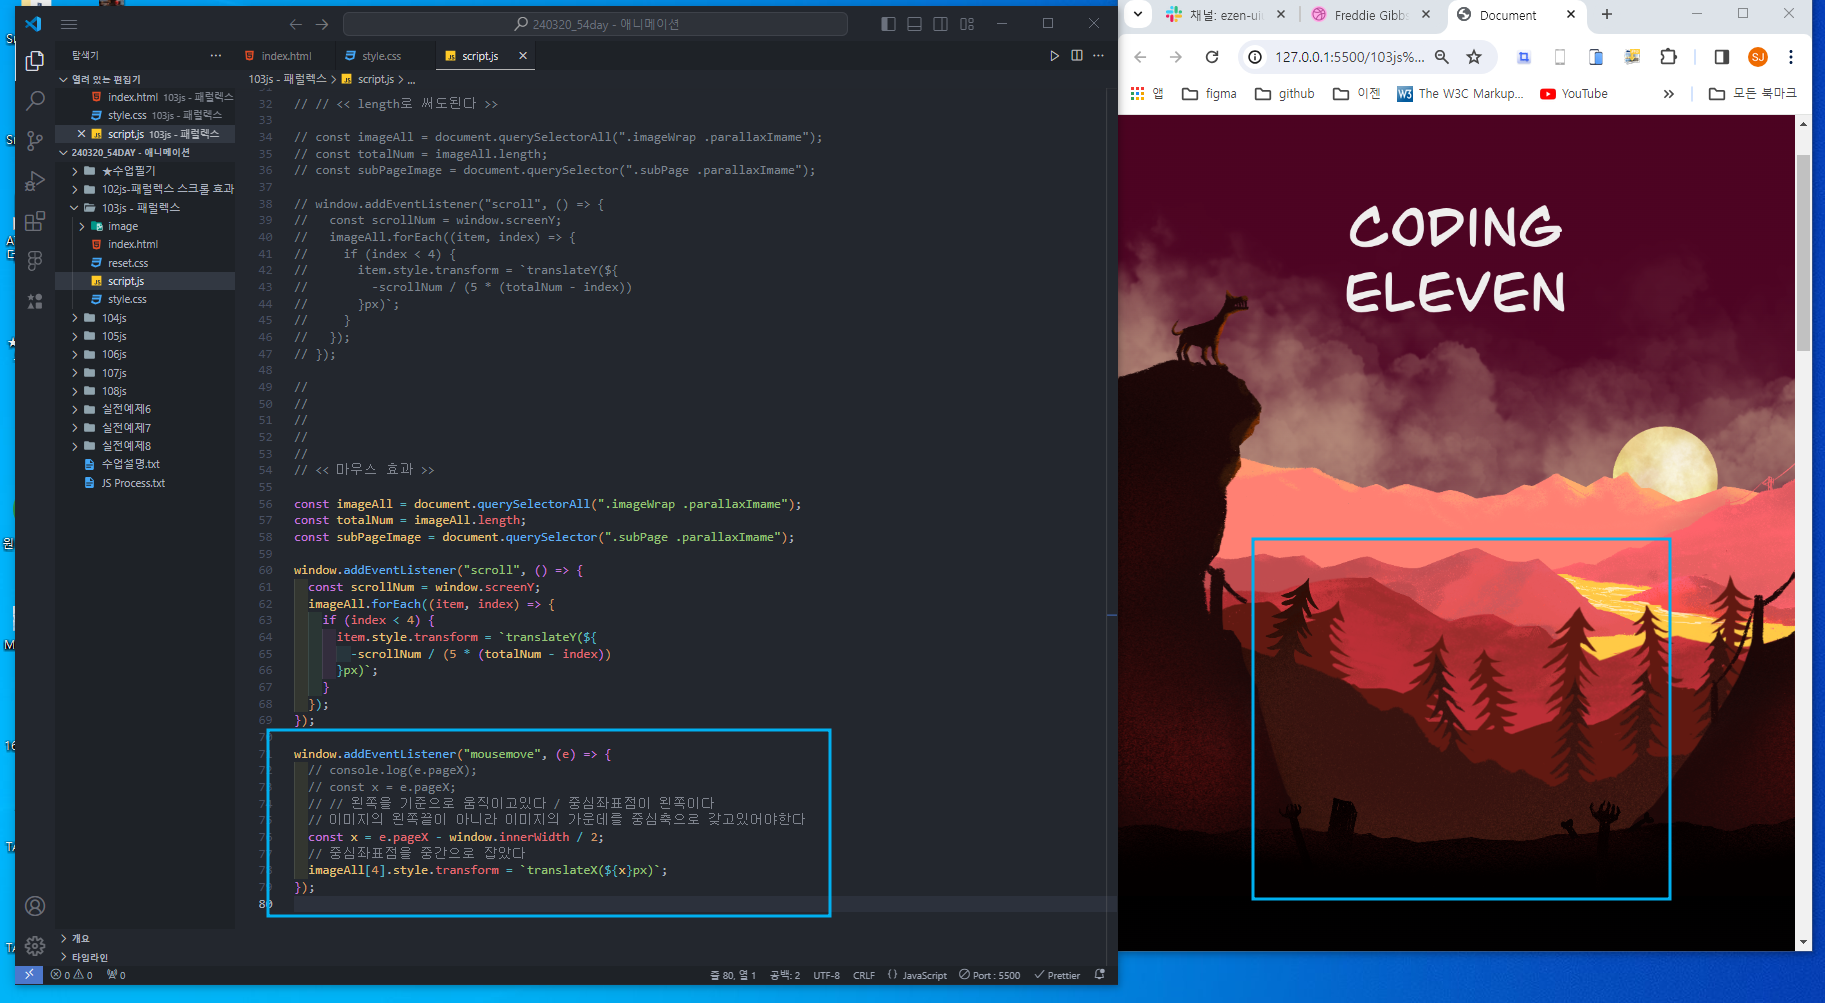 240320_54day - 애니메이션
탐색기
열려 있는 편집기
index.html 103js - 패럴렉스
style.css 103js - 패럴렉스
script.js 103js - 패럴렉스
240320_54DAY - 애니메이션
★수업필기
102js-패럴렉스 스크롤 효과
103js - 패럴렉스
image
index.html
reset.css
script.js
style.css
104js
105js
106js
107js
108js
실전예제6
실전예제7
실전예제8
수업설명.txt
JS Process.txt
개요
타임라인
index.html
style.css
script.js
103js - 패럴렉스 > script.js > ...
32 // // << length로 써도된다 >>
33
34 // const imageAll = document.querySelectorAll(".imageWrap .parallaxImame");
35 // const totalNum = imageAll.length;
36 // const subPageImage = document.querySelector(".subPage .parallaxImame");
37
38 // window.addEventListener("scroll", () => {
39 //   const scrollNum = window.screenY;
40 //   imageAll.forEach((item, index) => {
41 //     if (index < 4) {
42 //       item.style.transform = `translateY(${
43 //         -scrollNum / (5 * (totalNum - index))
44 //       }px)`;
45 //     }
46 //   });
47 // });
48
49 //
50 //
51 //
52 //
53 //
54 // << 마우스 효과 >>
55
56 const imageAll = document.querySelectorAll(".imageWrap .parallaxImame");
57 const totalNum = imageAll.length;
58 const subPageImage = document.querySelector(".subPage .parallaxImame");
59
60 window.addEventListener("scroll", () => {
61   const scrollNum = window.screenY;
62   imageAll.forEach((item, index) => {
63     if (index < 4) {
64       item.style.transform = `translateY(${
65         -scrollNum / (5 * (totalNum - index))
66       }px)`;
67     }
68   });
69 });
window.addEventListener("mousemove", (e) => {
  // console.log(e.pageX);
  // const x = e.pageX;
  // // 왼쪽을 기준으로 움직이고있다 / 중심좌표점이 왼쪽이다
  // 이미지의 왼쪽끝이 아니라 이미지의 가운데를 중심축으로 갖고있어야한다
  const x = e.pageX - window.innerWidth / 2;
  // 중심좌표점을 중간으로 잡았다
  imageAll[4].style.transform = `translateX(${x}px)`;
});
80
0 0 0
줄 80, 열 1
공백: 2
UTF-8
CRLF
JavaScript
Port : 5500
Prettier
채널: ezen-ui
Freddie Gibbs
Document
127.0.0.1:5500/103js%...
SJ
앱
figma
github
이젠
W3
The W3C Markup...
YouTube
모든 북마크
CODING
ELEVEN